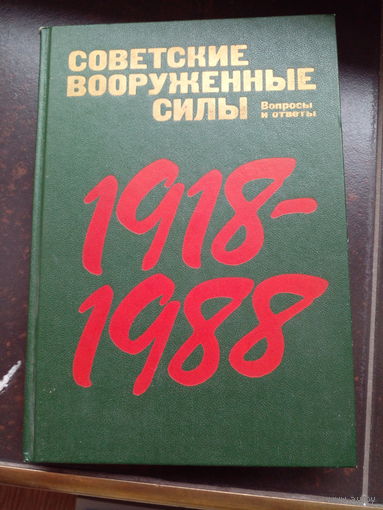 СОВЕТСКИЕ
ВООРУЖЕННЫЕ
СИЛЫ
Вопросы
и ответы
1918-
1988